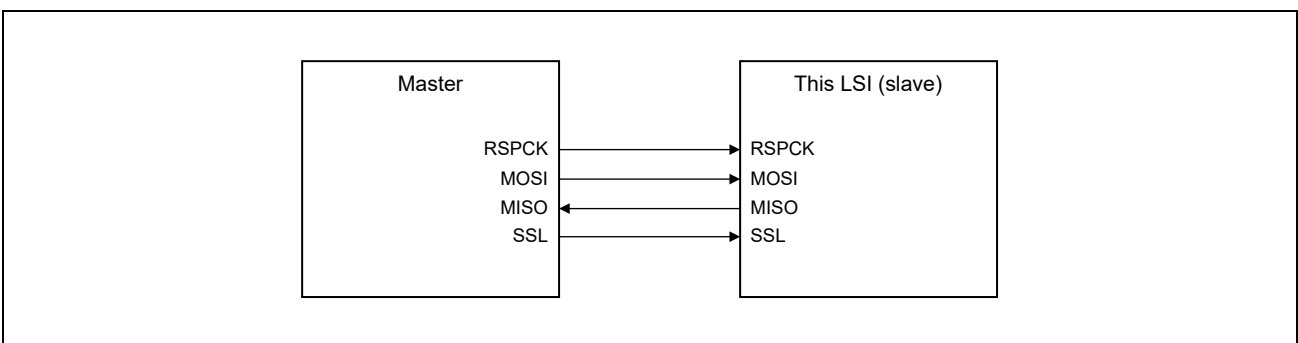 Master
This LSI (slave)
RSPCK
RSPCK
MOSI
MOSI
MISO
MISO
SSL
SSL